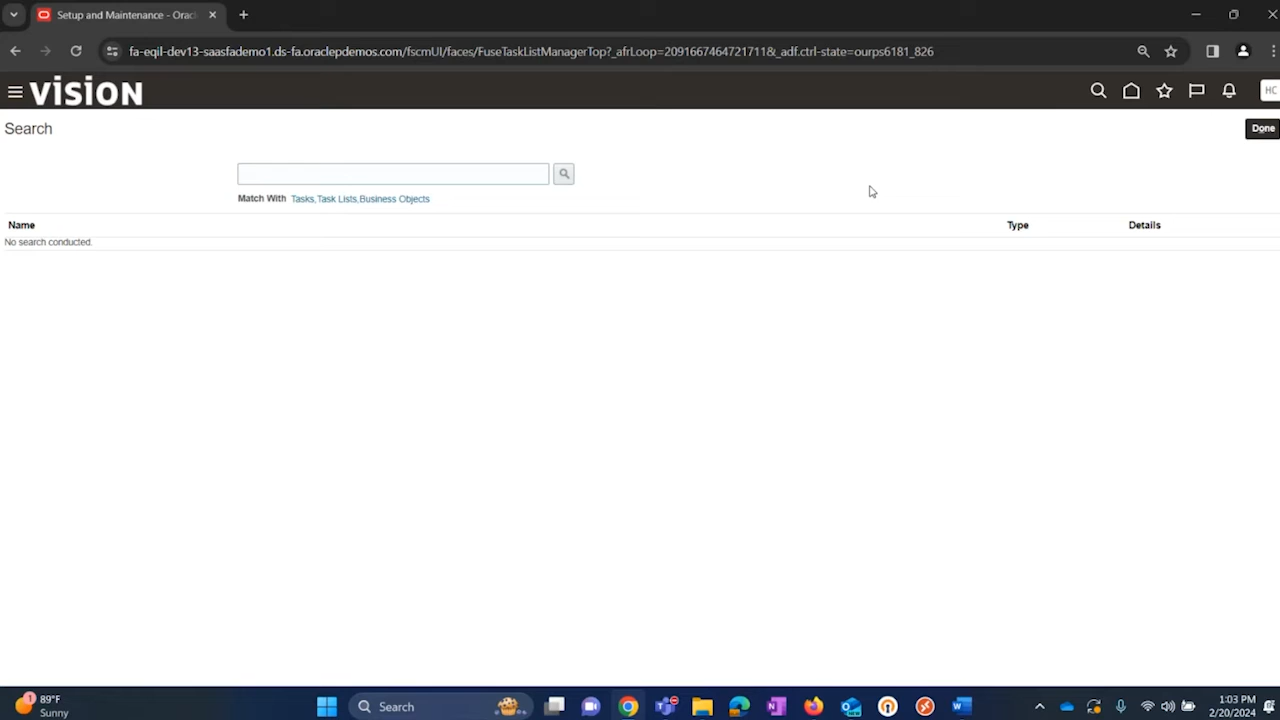 Setup and Maintenance - Orac
fa-eqil-dev13-saasfademo1.ds-fa.oraclepdemos.com/fscmUI/faces/FuseTaskListManagerTop?_afrLoop=20916674647217118&_adf.ctrl-state=ourps6181_826
VISION
HC
Search
Done
Match With Tasks,Task Lists,Business Objects
Name Type Details
No search conducted.
1
89°F
Sunny
Search
1:03 PM
2/20/2024